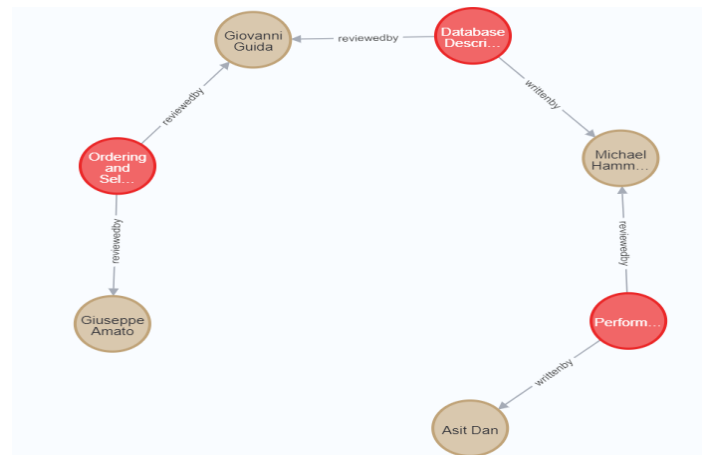 Giovanni
Guida
reviewedby
Database
Descri...
reviewedby
writtenby
Ordering
and
Sel...
Michael
Hamm...
reviewedby
reviewedby
Giuseppe
Amato
Perform...
writtenby
Asit Dan